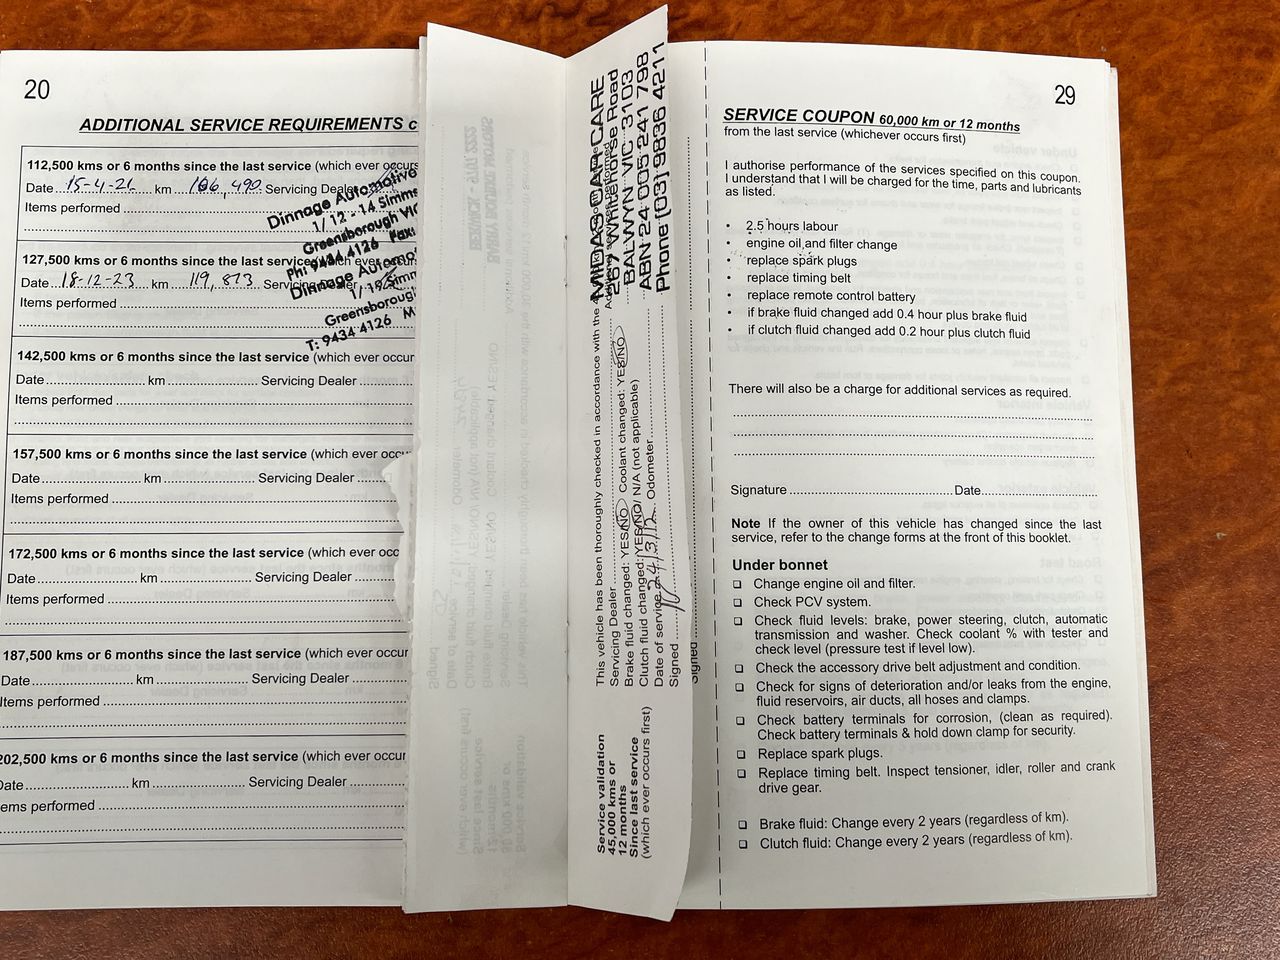 20
ADDITIONAL SERVICE REQUIREMENTS
112,500 kms or 6 months since the last service (which ever occurs
Date 15-4-21 km 106,490 Servicing Dealer
Items performed
Dinnage Automotive
1/ 12 - 14 Simms
Greensborough VIC
Ph: 9434 4126 Fax:
127,500 kms or 6 months since the last service
Date 18-12-23 km 119,873 Servicing Dealer
Items performed
Dinnage Automot
Greensborough
T: 9434 4126 M
142,500 kms or 6 months since the last service (which ever occur
Date km Servicing Dealer
Items performed
157,500 kms or 6 months since the last service (which ever occu
Date km Servicing Dealer
Items performed
172,500 kms or 6 months since the last service (which ever occ
Date km Servicing Dealer
Items performed
187,500 kms or 6 months since the last service (which ever occur
Date km Servicing Dealer
Items performed
202,500 kms or 6 months since the last service (which ever occur
Date km Servicing Dealer
Items performed
Service validation
45,000 kms or
12 months
Since last service
(which ever occurs first)
This vehicle has been thoroughly checked in accordance with the
Servicing Dealer
Brake fluid changed: YES/NO Coolant changed: YES/NO
Clutch fluid changed: YES/NO/ N/A (not applicable)
Date of service 24/3/12 Odometer
Signed
Signed
MIDAS CAR CARE
Whitehorse Road
BALWYN VIC 3103
ABN 24 005 241 798
Phone (03) 9836 4211
29
SERVICE COUPON 60,000 km or 12 months
from the last service (whichever occurs first)
I authorise performance of the services specified on this coupon.
I understand that I will be charged for the time, parts and lubricants
as listed.
• 2.5 hours labour
• engine oil and filter change
• replace spark plugs
• replace timing belt
• replace remote control battery
• if brake fluid changed add 0.4 hour plus brake fluid
• if clutch fluid changed add 0.2 hour plus clutch fluid
There will also be a charge for additional services as required.
Signature Date
Note If the owner of this vehicle has changed since the last
service, refer to the change forms at the front of this booklet.
Under bonnet
❑ Change engine oil and filter.
❑ Check PCV system.
❑ Check fluid levels: brake, power steering, clutch, automatic
transmission and washer. Check coolant % with tester and
check level (pressure test if level low).
❑ Check the accessory drive belt adjustment and condition.
❑ Check for signs of deterioration and/or leaks from the engine,
fluid reservoirs, air ducts, all hoses and clamps.
❑ Check battery terminals for corrosion, (clean as required).
Check battery terminals & hold down clamp for security.
❑ Replace spark plugs.
❑ Replace timing belt. Inspect tensioner, idler, roller and crank
drive gear.
❑ Brake fluid: Change every 2 years (regardless of km).
❑ Clutch fluid: Change every 2 years (regardless of km).